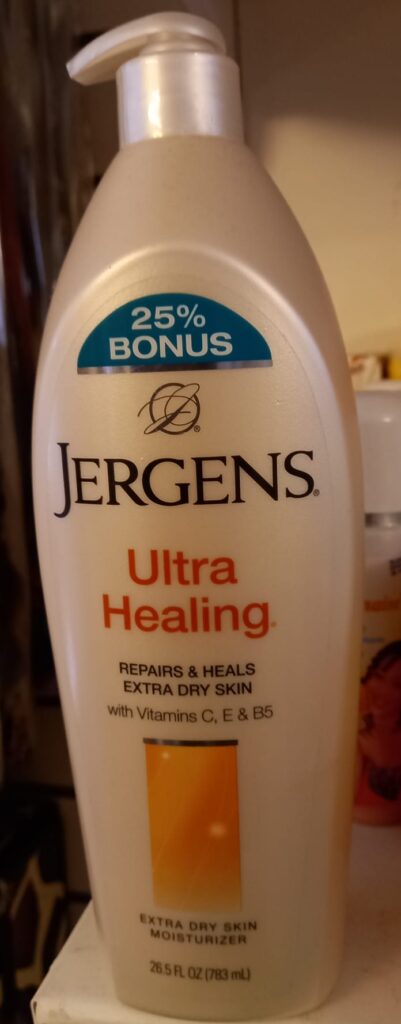 25%
BONUS
JERGENS®
Ultra
Healing®
REPAIRS & HEALS
EXTRA DRY SKIN
with Vitamins C, E & B5
EXTRA DRY SKIN
MOISTURIZER
26.5 FL OZ (783 mL)